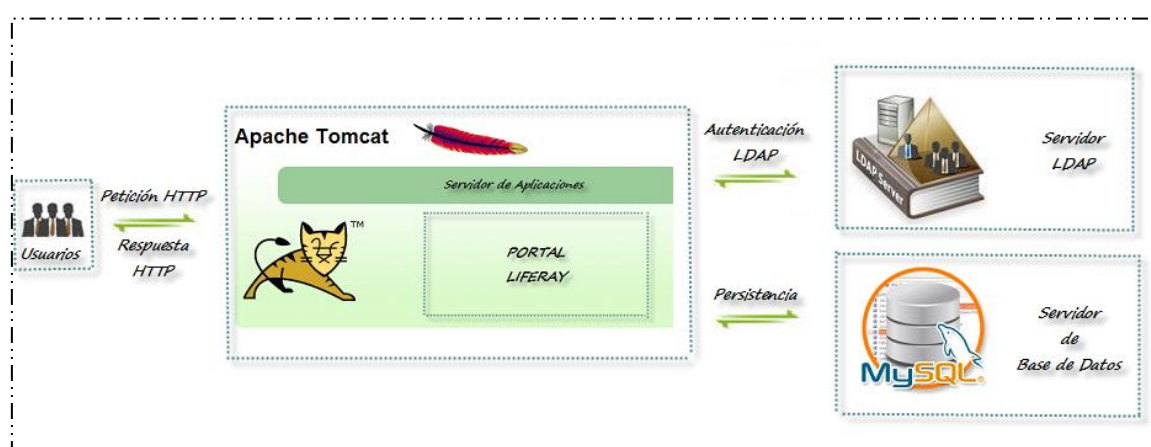 Usuarios
Petición HTTP
Respuesta
HTTP
Apache Tomcat
Servidor de Aplicaciones
TM
PORTAL
LIFERAY
Autenticación
LDAP
LDAP Server
Servidor
LDAP
Persistencia
MySQL
Servidor
de
Base de Datos